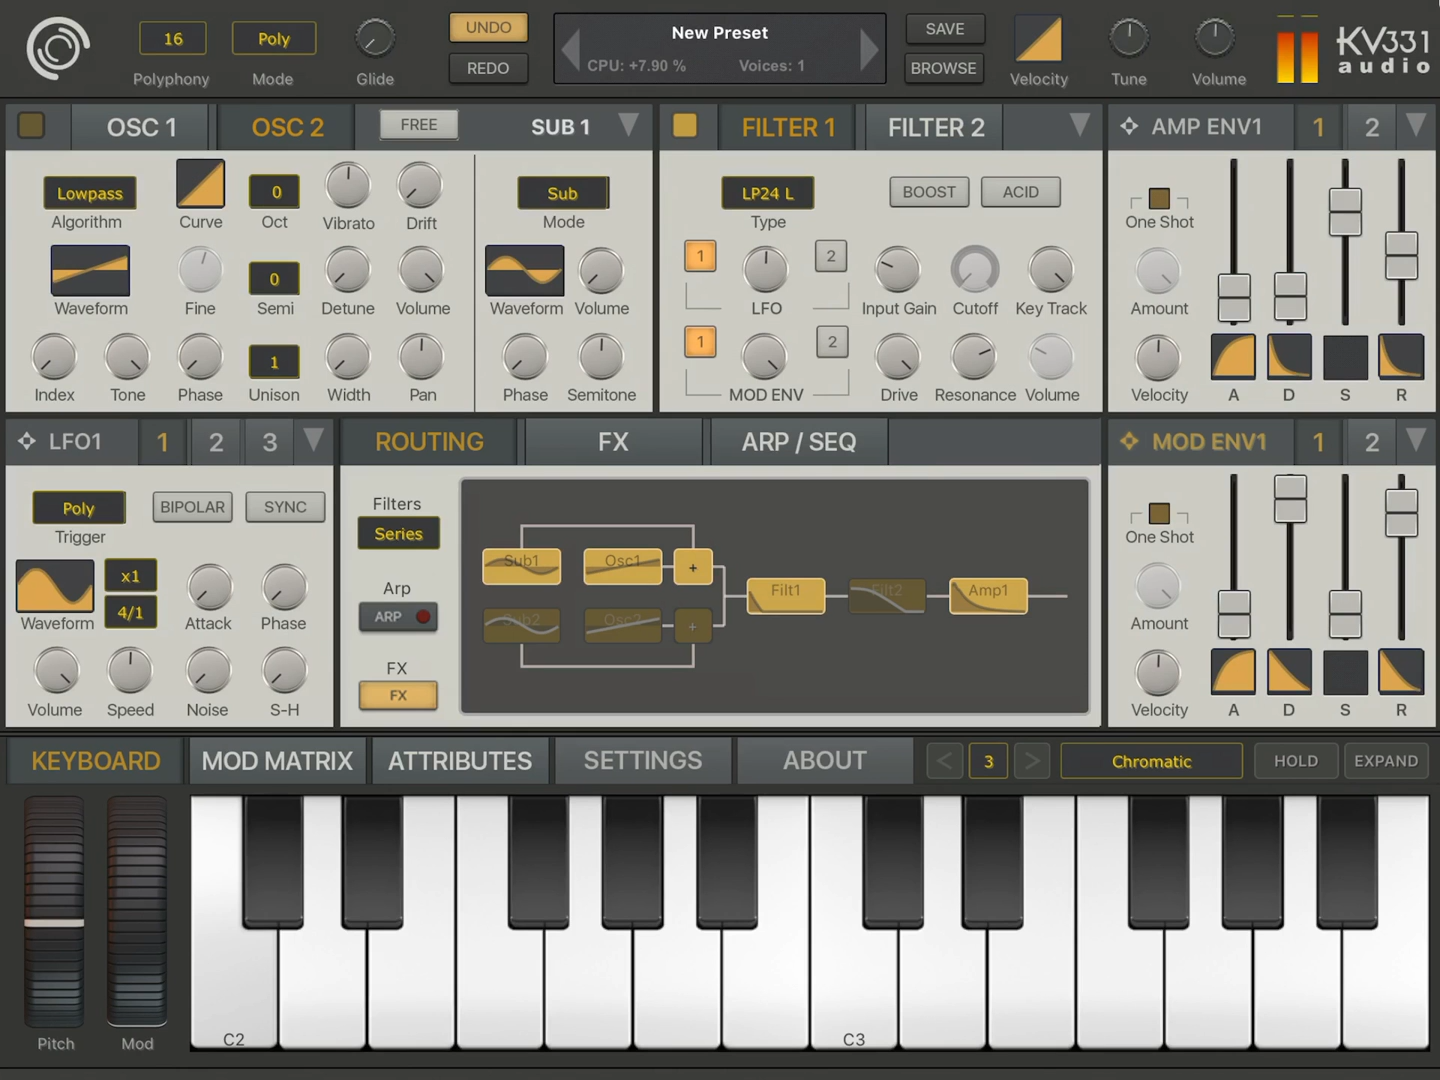 16
Poly
Polyphony
Mode
Glide
UNDO
REDO
New Preset
CPU: +7.90 %
Voices: 1
SAVE
BROWSE
Velocity
Tune
Volume
KV331
audio
OSC 1
OSC 2
FREE
SUB 1
FILTER 1
FILTER 2
AMP ENV1
1
2
Lowpass
Algorithm
Curve
0
Oct
Vibrato
Drift
Sub
Mode
LP24 L
Type
BOOST
ACID
One Shot
Waveform
Fine
0
Semi
Detune
Volume
Waveform
Volume
1
2
LFO
Input Gain
Cutoff
Key Track
Amount
Index
Tone
Phase
1
Unison
Width
Pan
Phase
Semitone
1
2
MOD ENV
Drive
Resonance
Volume
Velocity
A
D
S
R
LFO1
1
2
3
ROUTING
FX
ARP / SEQ
MOD ENV1
1
2
Poly
Trigger
BIPOLAR
SYNC
Filters
Series
Sub1
Osc1
+
Filt1
Filt2
Amp1
Sub2
Osc2
+
One Shot
Waveform
x1
4/1
Attack
Phase
Arp
ARP
Amount
Volume
Speed
Noise
S-H
FX
FX
Velocity
A
D
S
R
KEYBOARD
MOD MATRIX
ATTRIBUTES
SETTINGS
ABOUT
<
3
>
Chromatic
HOLD
EXPAND
Pitch
Mod
C2
C3